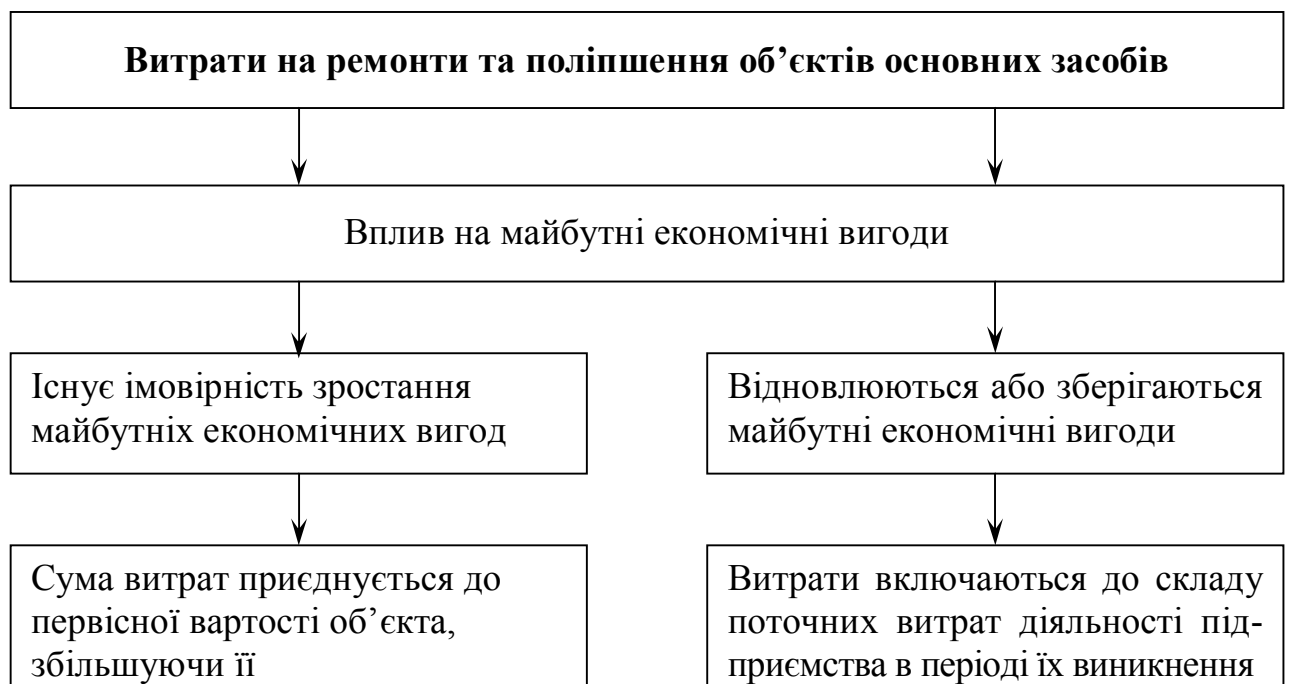 Витрати на ремонти та поліпшення об’єктів основних засобів
Вплив на майбутні економічні вигоди
Існує імовірність зростання
майбутніх економічних вигод
Відновлюються або зберігаються
майбутні економічні вигоди
Сума витрат приєднується до
первісної вартості об’єкта,
збільшуючи її
Витрати включаються до складу
поточних витрат діяльності під-
приємства в періоді їх виникнення